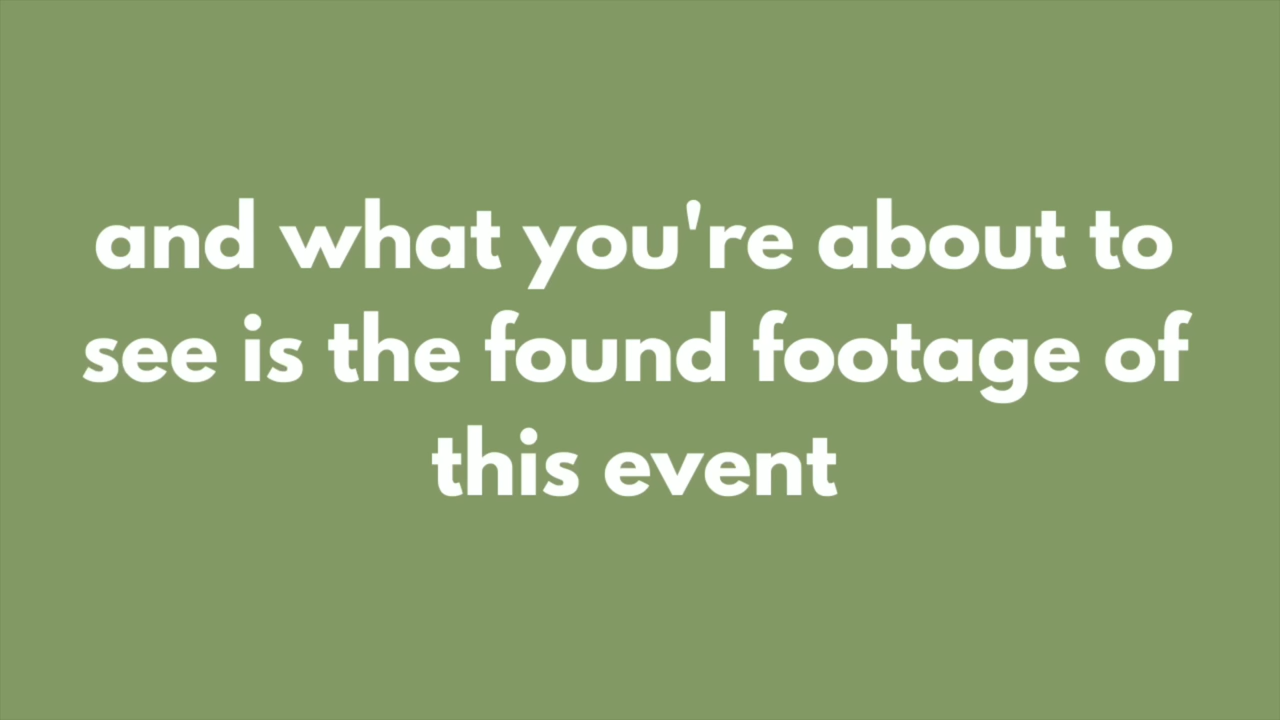 and what you're about to
see is the found footage of
this event